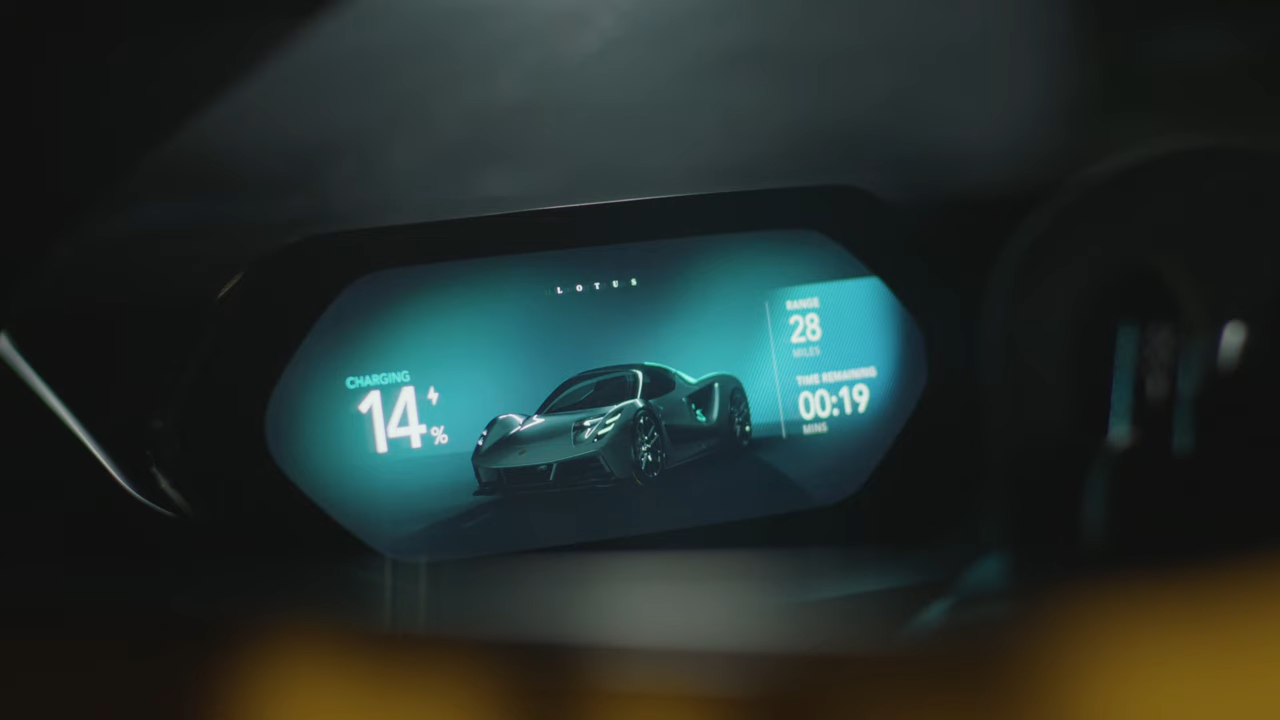 LOTUS
CHARGING
14%
RANGE
28
MILES
TIME REMAINING
00:19
MINS